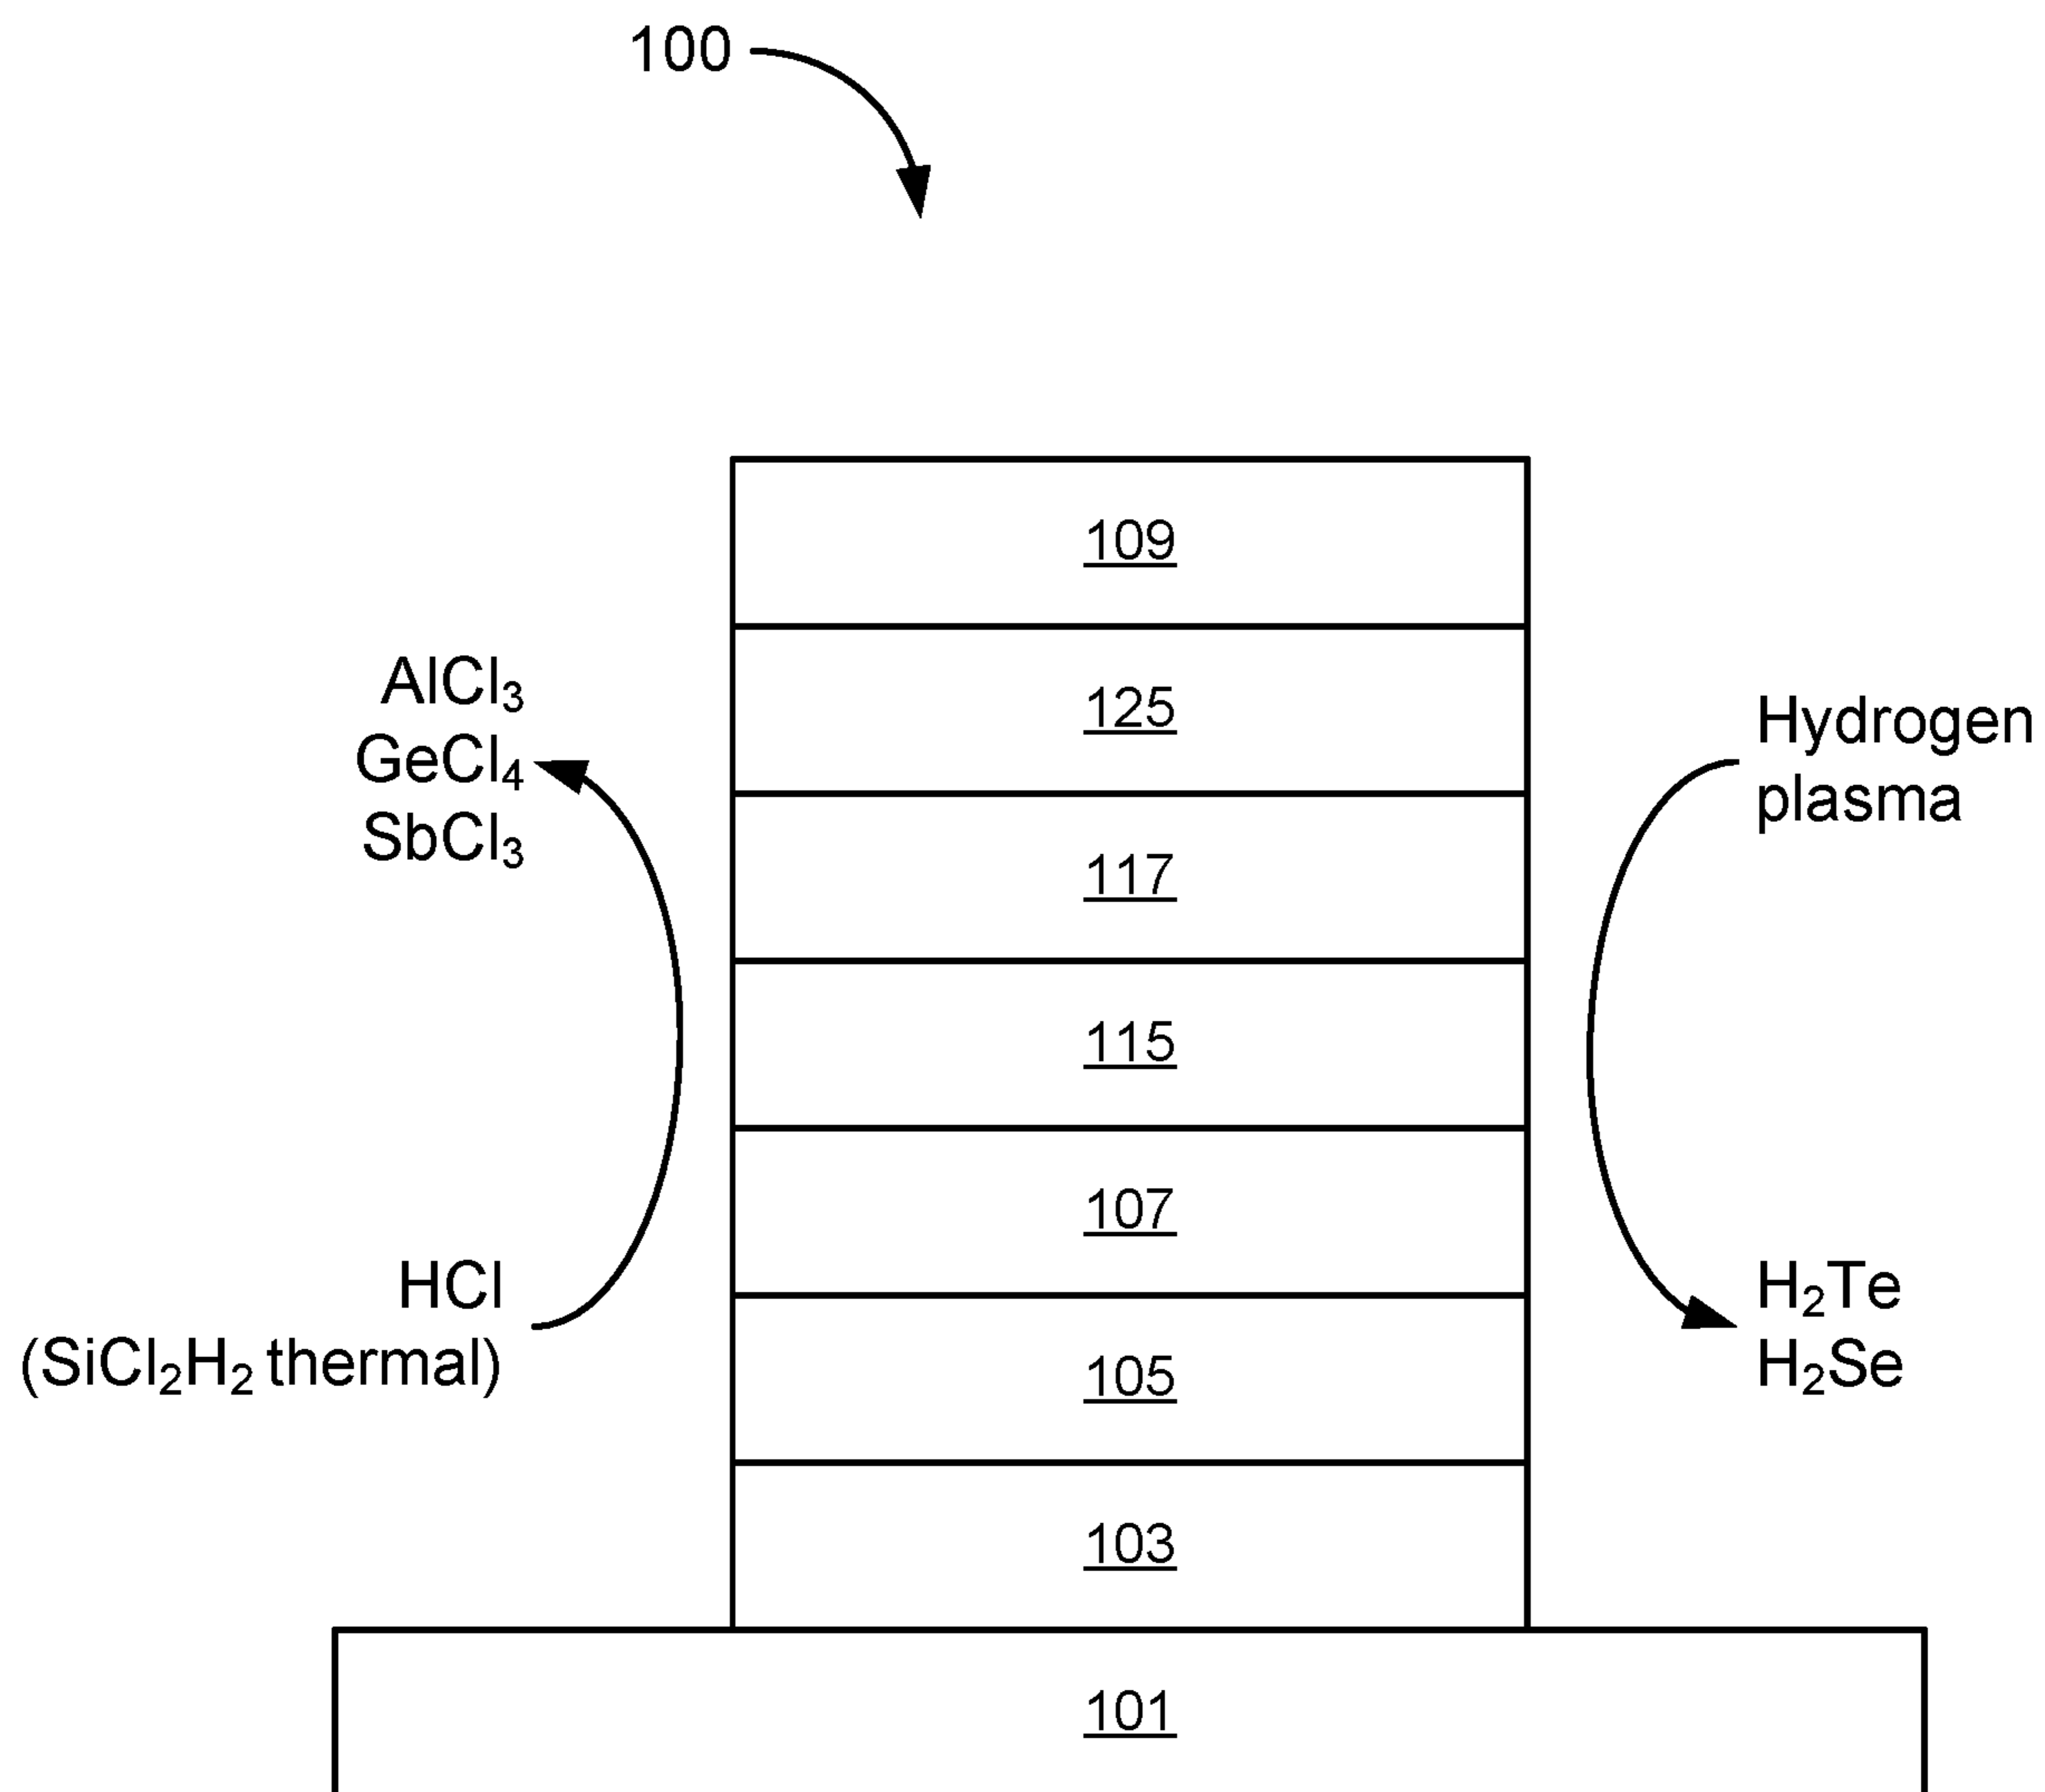 100
109
125
117
115
107
105
103
101
AlCl₃
GeCl₄
SbCl₃
HCl
(SiCl₂H₂ thermal)
Hydrogen
plasma
H₂Te
H₂Se